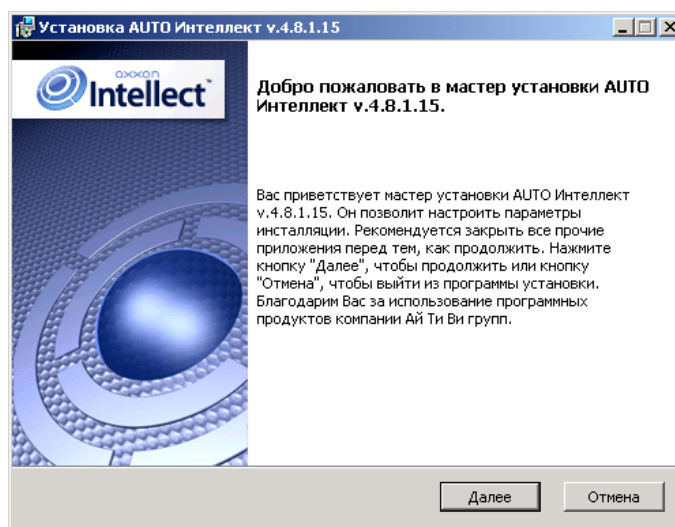 Установка AUTO Интеллект v.4.8.1.15
axxon
Intellect™
Добро пожаловать в мастер установки AUTO
Интеллект v.4.8.1.15.
Вас приветствует мастер установки AUTO Интеллект
v.4.8.1.15. Он позволит настроить параметры
инсталляции. Рекомендуется закрыть все прочие
приложения перед тем, как продолжить. Нажмите
кнопку "Далее", чтобы продолжить или кнопку
"Отмена", чтобы выйти из программы установки.
Благодарим Вас за использование программных
продуктов компании Ай Ти Ви групп.
Далее
Отмена